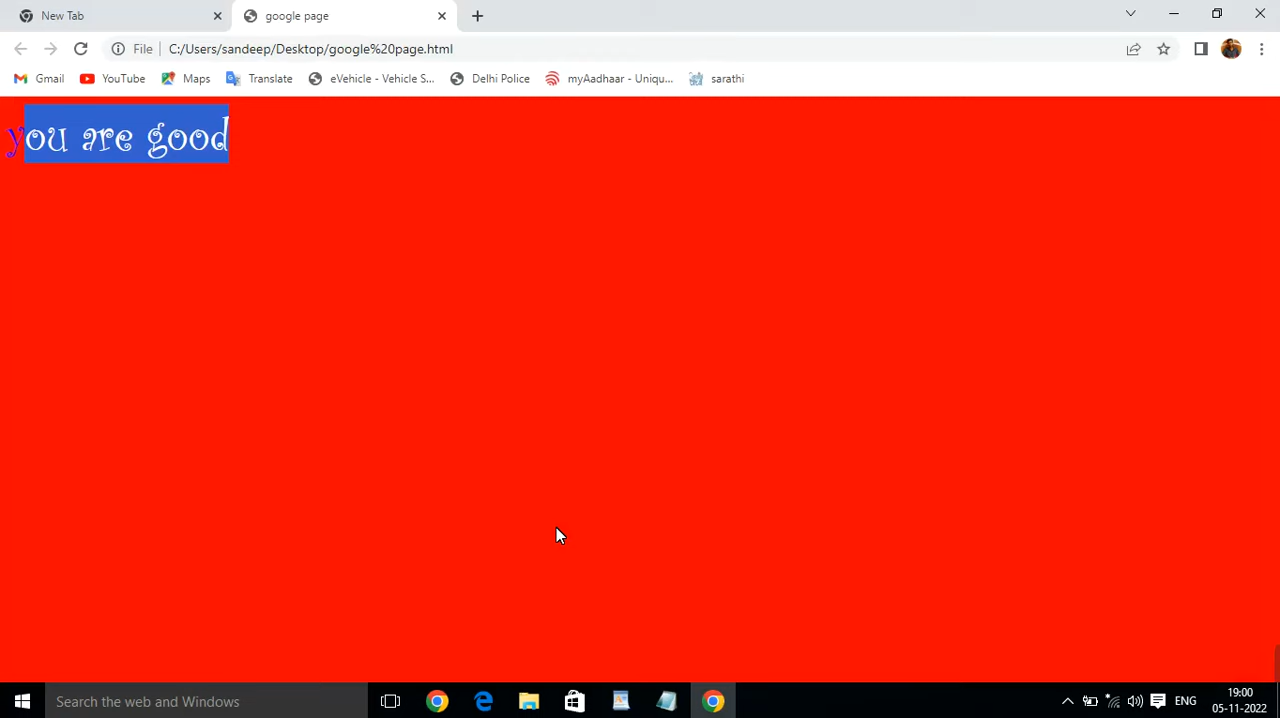 New Tab
google page
File
C:/Users/sandeep/Desktop/google%20page.html
Gmail
YouTube
Maps
Translate
eVehicle - Vehicle S...
Delhi Police
myAadhaar - Uniqu...
sarathi
you are good
Search the web and Windows
ENG
19:00
05-11-2022